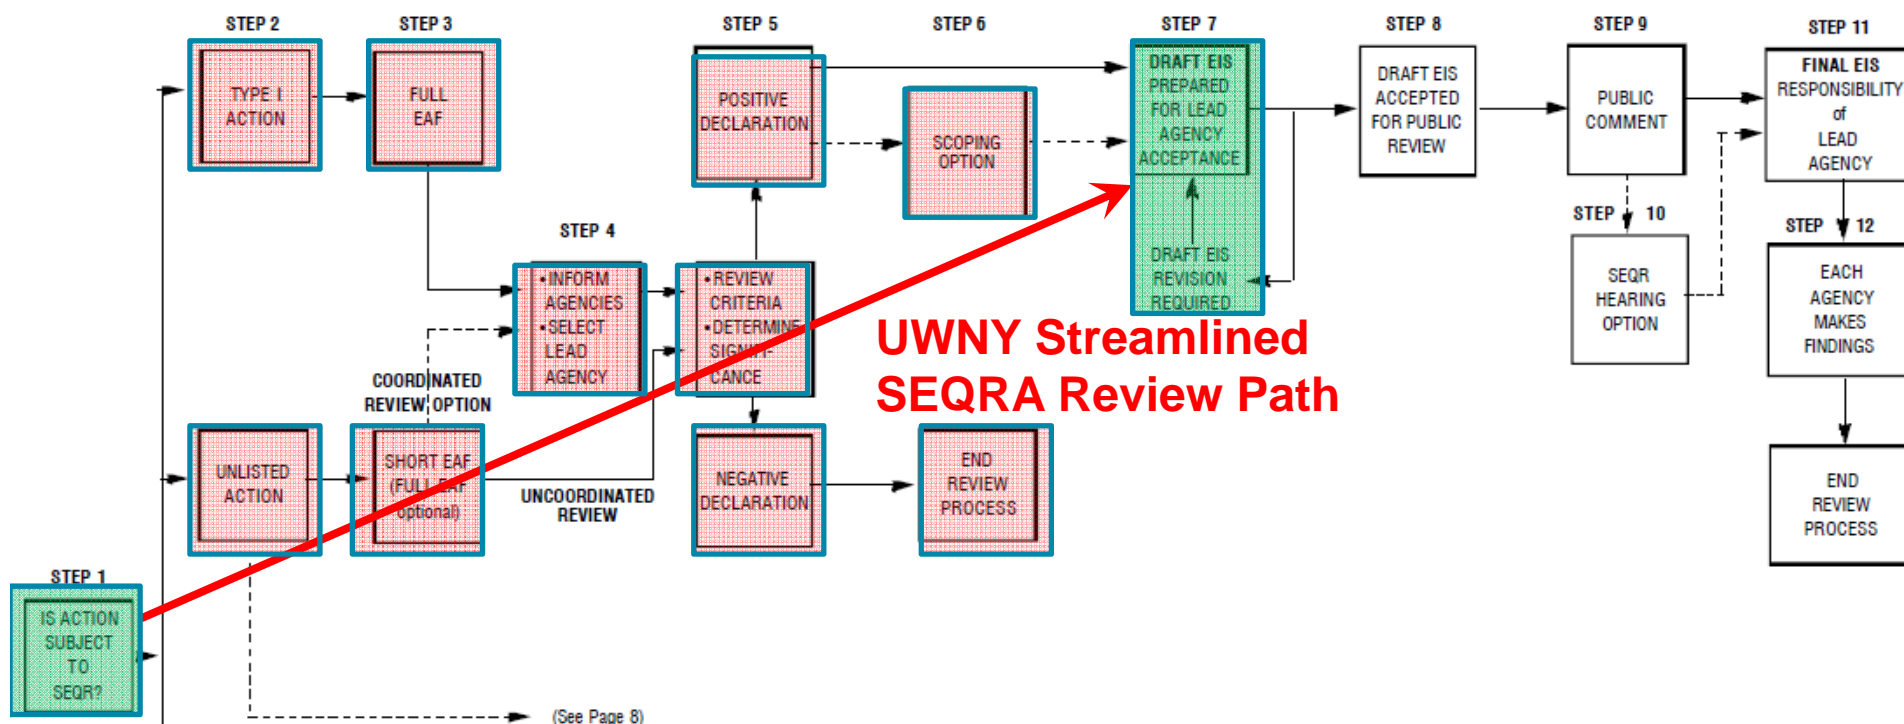 STEP 2
TYPE I
ACTION
STEP 3
FULL
EAF
STEP 4
•INFORM
AGENCIES
•SELECT
LEAD
AGENCY
STEP 5
POSITIVE
DECLARATION
•REVIEW
CRITERIA
•DETERMINE
SIGNIFI-
CANCE
NEGATIVE
DECLARATION
STEP 6
SCOPING
OPTION
END
REVIEW
PROCESS
STEP 7
DRAFT EIS
PREPARED
FOR LEAD
AGENCY
ACCEPTANCE
DRAFT EIS
REVISION
REQUIRED
STEP 8
DRAFT EIS
ACCEPTED
FOR PUBLIC
REVIEW
STEP 9
PUBLIC
COMMENT
STEP 10
SEQR
HEARING
OPTION
STEP 11
FINAL EIS
RESPONSIBILITY
of
LEAD
AGENCY
STEP 12
EACH
AGENCY
MAKES
FINDINGS
END
REVIEW
PROCESS
UWNY Streamlined
SEQRA Review Path
COORDINATED
REVIEW OPTION
UNLISTED
ACTION
SHORT EAF
(FULL EAF
optional)
UNCOORDINATED
REVIEW
STEP 1
IS ACTION
SUBJECT
TO
SEQR?
(See Page 8)